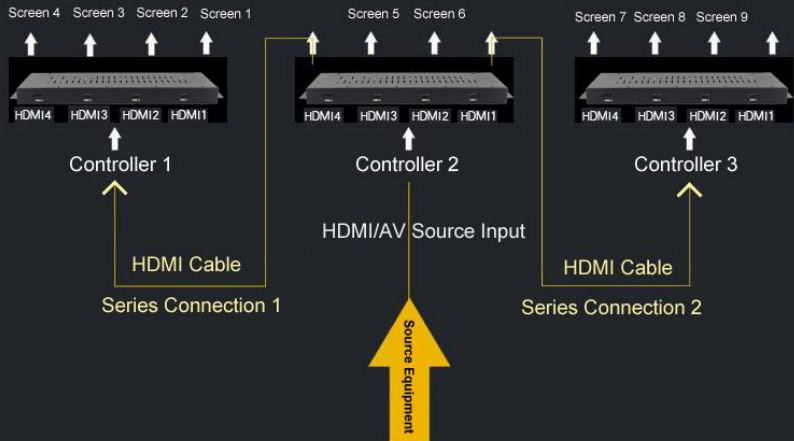 Screen 4 Screen 3 Screen 2 Screen 1 Screen 5 Screen 6 Screen 7 Screen 8 Screen 9
HDMI4 HDMI3 HDMI2 HDMI1 HDMI4 HDMI3 HDMI2 HDMI1 HDMI4 HDMI3 HDMI2 HDMI1
Controller 1 Controller 2 Controller 3
HDMI/AV Source Input
HDMI Cable HDMI Cable
Series Connection 1 Series Connection 2
Source Equipment